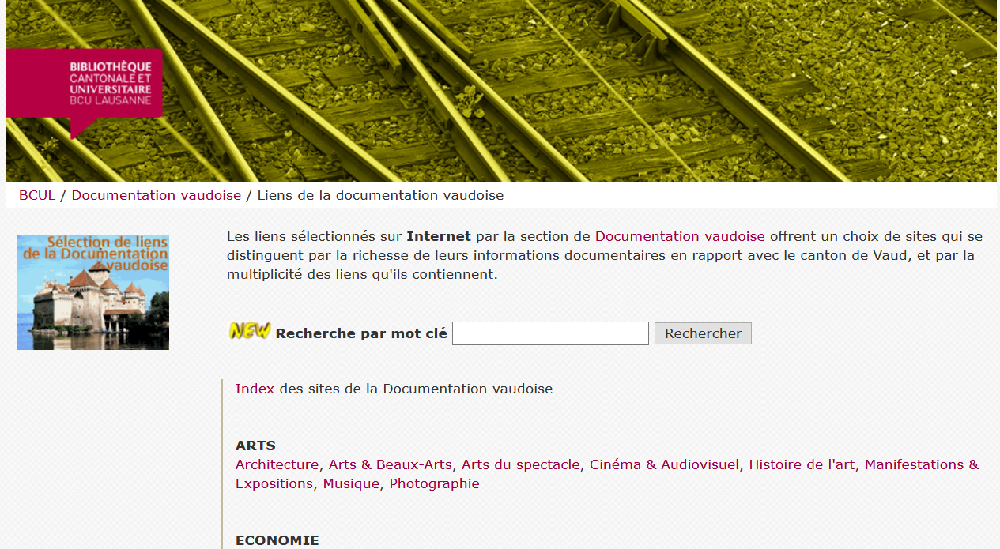 BIBLIOTHÈQUE
CANTONALE ET
UNIVERSITAIRE
BCU LAUSANNE
BCUL / Documentation vaudoise / Liens de la documentation vaudoise
Sélection de liens
de la Documentation
vaudoise
Les liens sélectionnés sur Internet par la section de Documentation vaudoise offrent un choix de sites qui se
distinguent par la richesse de leurs informations documentaires en rapport avec le canton de Vaud, et par la
multiplicité des liens qu'ils contiennent.
NEW Recherche par mot clé Rechercher
Index des sites de la Documentation vaudoise
ARTS
Architecture, Arts & Beaux-Arts, Arts du spectacle, Cinéma & Audiovisuel, Histoire de l'art, Manifestations &
Expositions, Musique, Photographie
ECONOMIE